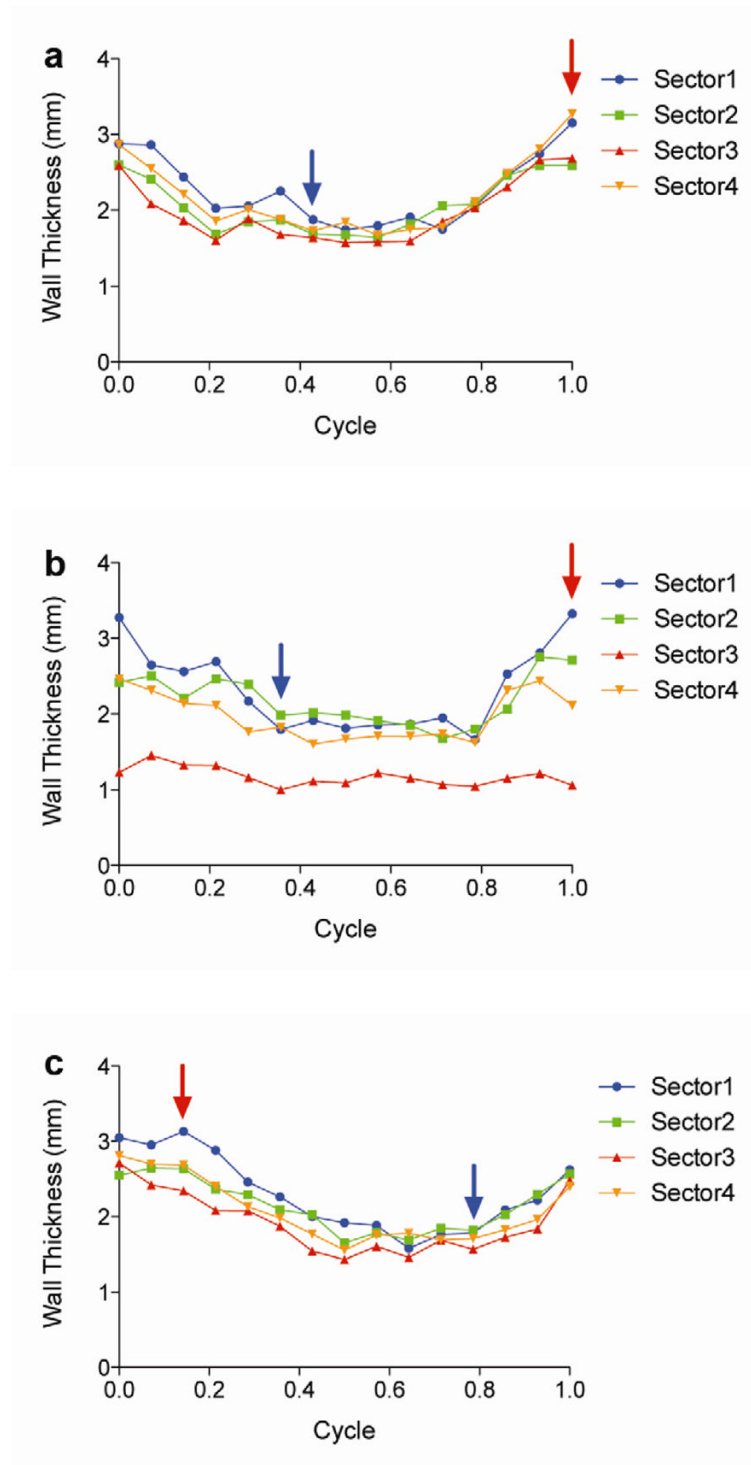 a
Wall Thickness (mm)
4
3
2
1
0
0.0 0.2 0.4 0.6 0.8 1.0
Cycle
Sector1
Sector2
Sector3
Sector4
b
Wall Thickness (mm)
4
3
2
1
0
0.0 0.2 0.4 0.6 0.8 1.0
Cycle
Sector1
Sector2
Sector3
Sector4
c
Wall Thickness (mm)
4
3
2
1
0
0.0 0.2 0.4 0.6 0.8 1.0
Cycle
Sector1
Sector2
Sector3
Sector4